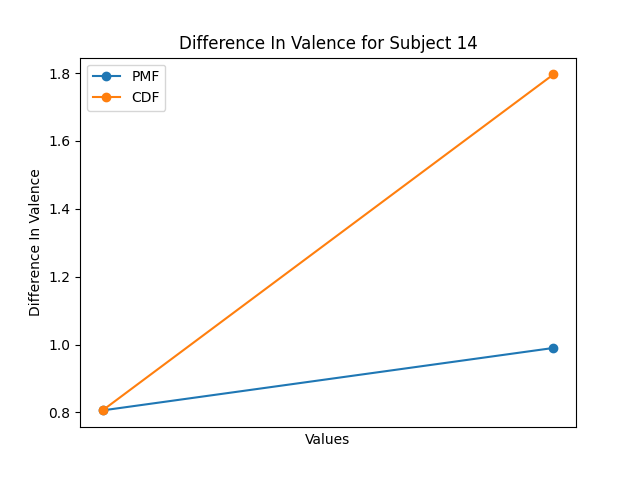 Difference In Valence for Subject 14
PMF
CDF
1.8
1.6
1.4
1.2
1.0
0.8
Difference In Valence
Values